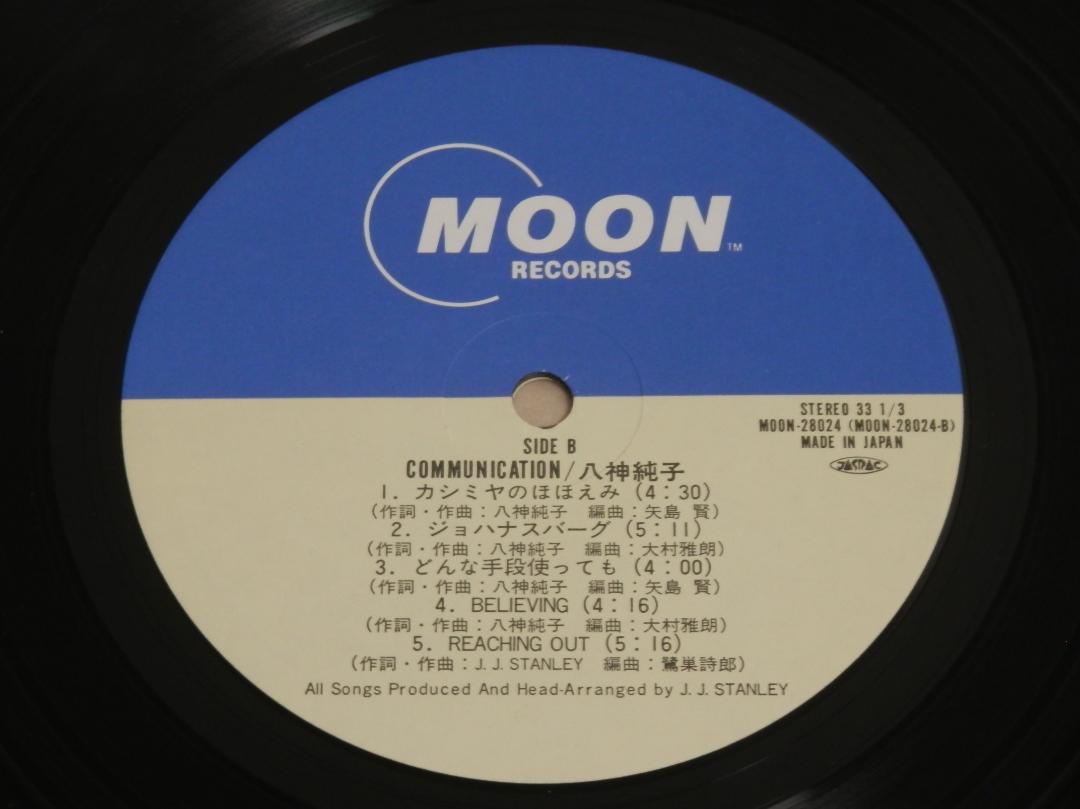 MOON™
RECORDS
STEREO 33 1/3
MOON-28024 (MOON-28024-B)
MADE IN JAPAN
JASRAC
SIDE B
COMMUNICATION/八神純子
1. カシミヤのほほえみ (4:30)
(作詞・作曲:八神純子 編曲:矢島 賢)
2. ジョハナスバーグ (5:11)
(作詞・作曲:八神純子 編曲:大村雅朗)
3. どんな手段使っても (4:00)
(作詞・作曲:八神純子 編曲:矢島 賢)
4. BELIEVING (4:16)
(作詞・作曲:八神純子 編曲:大村雅朗)
5. REACHING OUT (5:16)
(作詞・作曲:J. J. STANLEY 編曲:鷺巣詩郎)
All Songs Produced And Head-Arranged by J. J. STANLEY